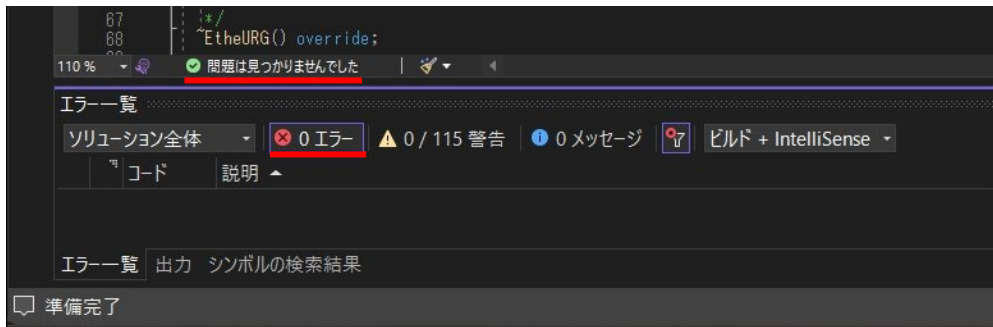 67 */
68 ~EtheURG() override;
110 % 問題は見つかりませんでした
エラー一覧
ソリューション全体 0 エラー 0 / 115 警告 0 メッセージ ビルド + IntelliSense
コード 説明
エラー一覧 出力 シンボルの検索結果
準備完了